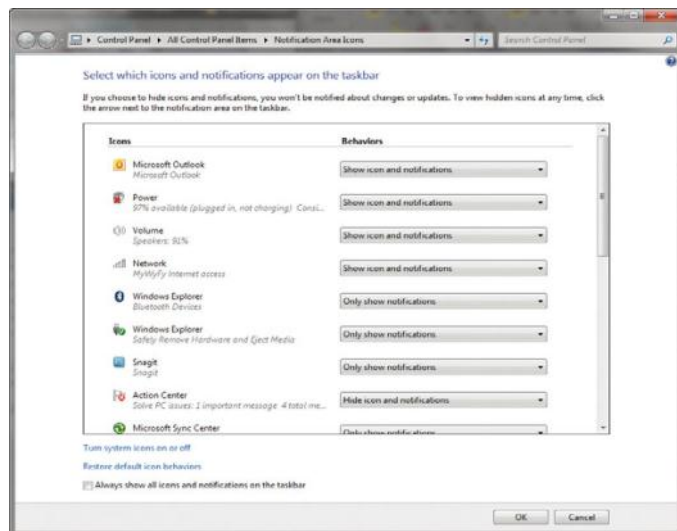 Control Panel ▸ All Control Panel Items ▸ Notification Area Icons
Search Control Panel
Select which icons and notifications appear on the taskbar
If you choose to hide icons and notifications, you won't be notified about changes or updates. To view hidden icons at any time, click
the arrow next to the notification area on the taskbar.
Icons Behaviors
Microsoft Outlook
Microsoft Outlook
Show icon and notifications
Power
97% available (plugged in, not charging) Consi...
Show icon and notifications
Volume
Speakers: 91%
Show icon and notifications
Network
MyWyFy Internet access
Show icon and notifications
Windows Explorer
Bluetooth Devices
Only show notifications
Windows Explorer
Safely Remove Hardware and Eject Media
Only show notifications
Snagit
Snagit
Only show notifications
Action Center
Solve PC issues: 1 important message 4 total me...
Hide icon and notifications
Microsoft Sync Center
Only show notifications
Turn system icons on or off
Restore default icon behaviors
Always show all icons and notifications on the taskbar
OK Cancel